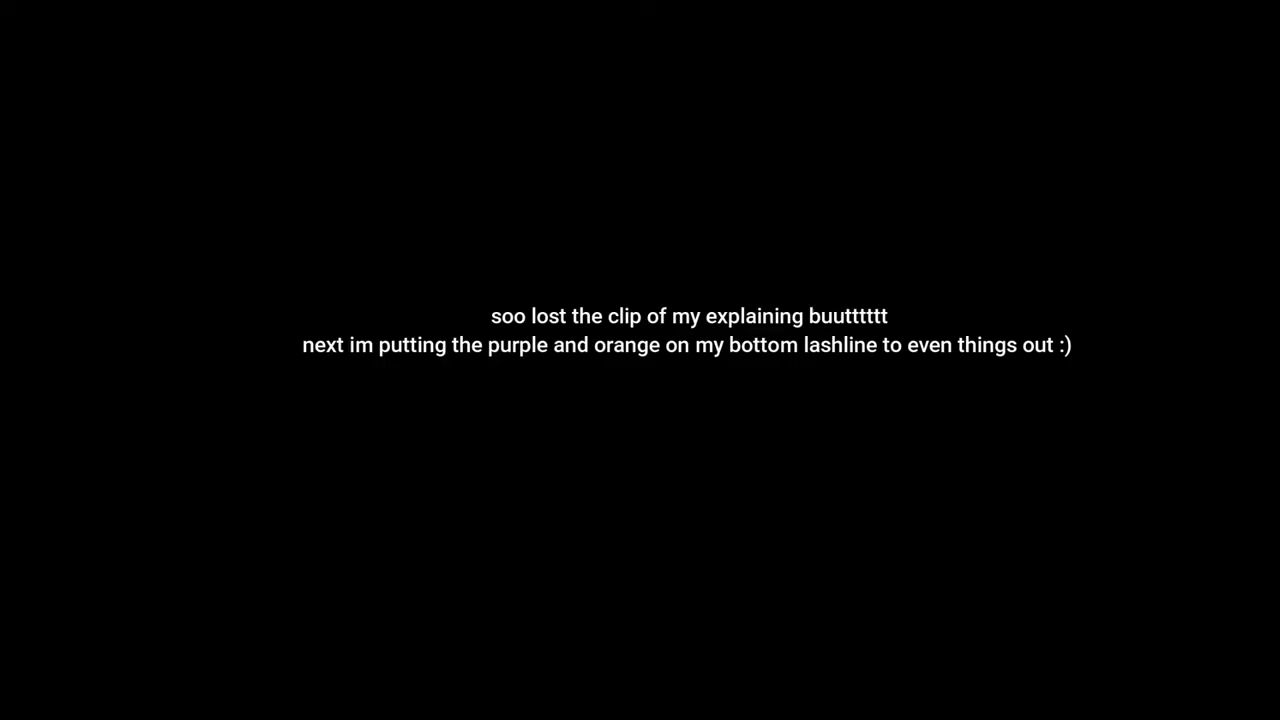 soo lost the clip of my explaining buutttttt
next im putting the purple and orange on my bottom lashline to even things out :)